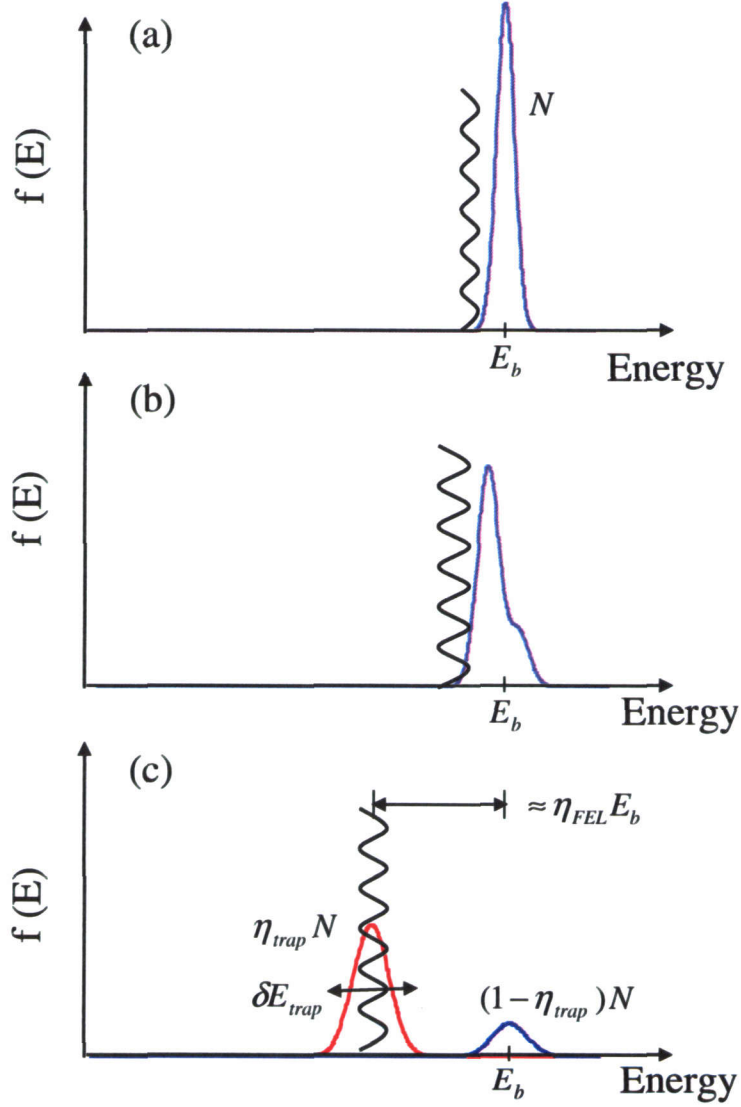 (a)
N
f (E)
E_b
Energy
(b)
f (E)
E_b
Energy
(c)
≈ η_FEL E_b
f (E)
η_trap N
δE_trap
(1−η_trap)N
E_b
Energy